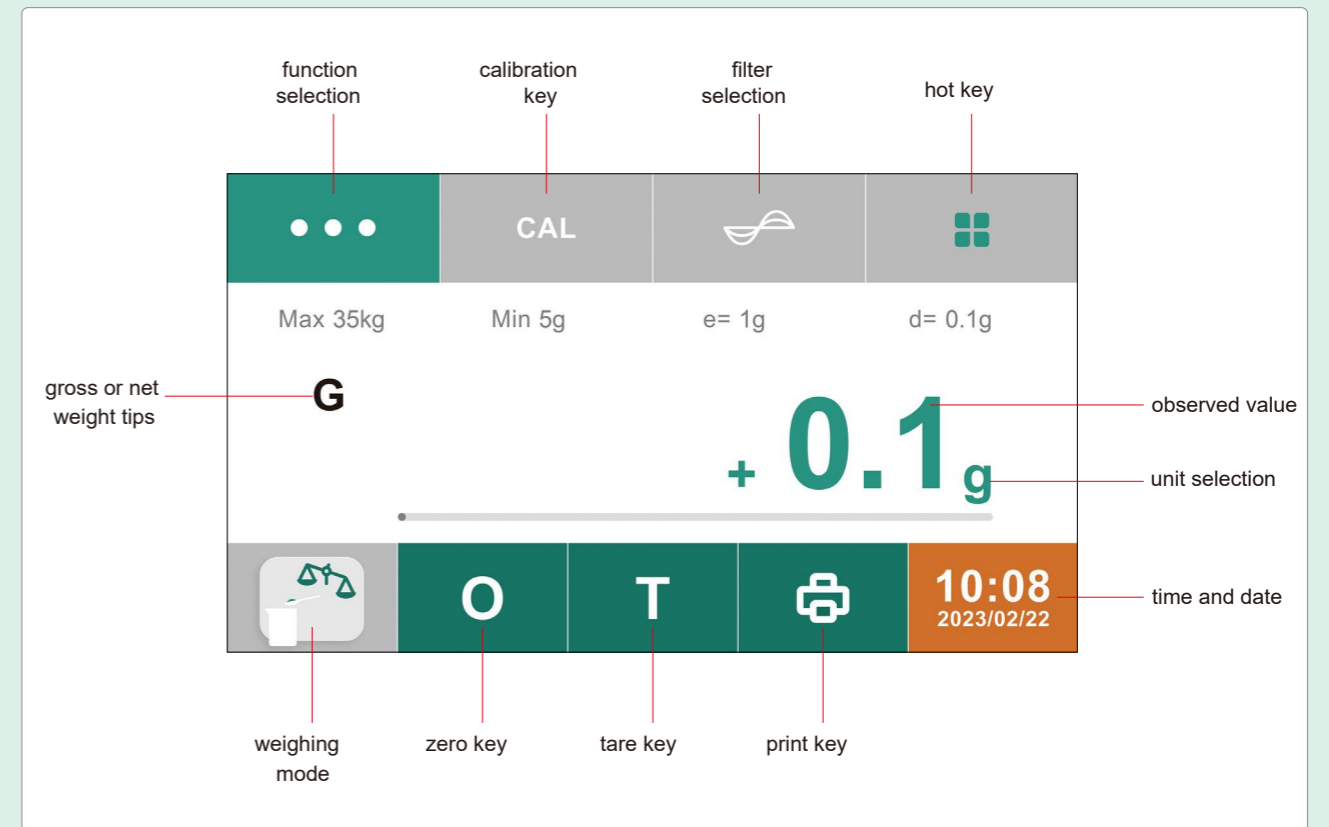 function
selection
calibration
key
filter
selection
hot key
CAL
Max 35kg
Min 5g
e= 1g
d= 0.1g
gross or net
weight tips
G
+ 0.1 g
observed value
unit selection
O
T
10:08
2023/02/22
time and date
weighing
mode
zero key
tare key
print key